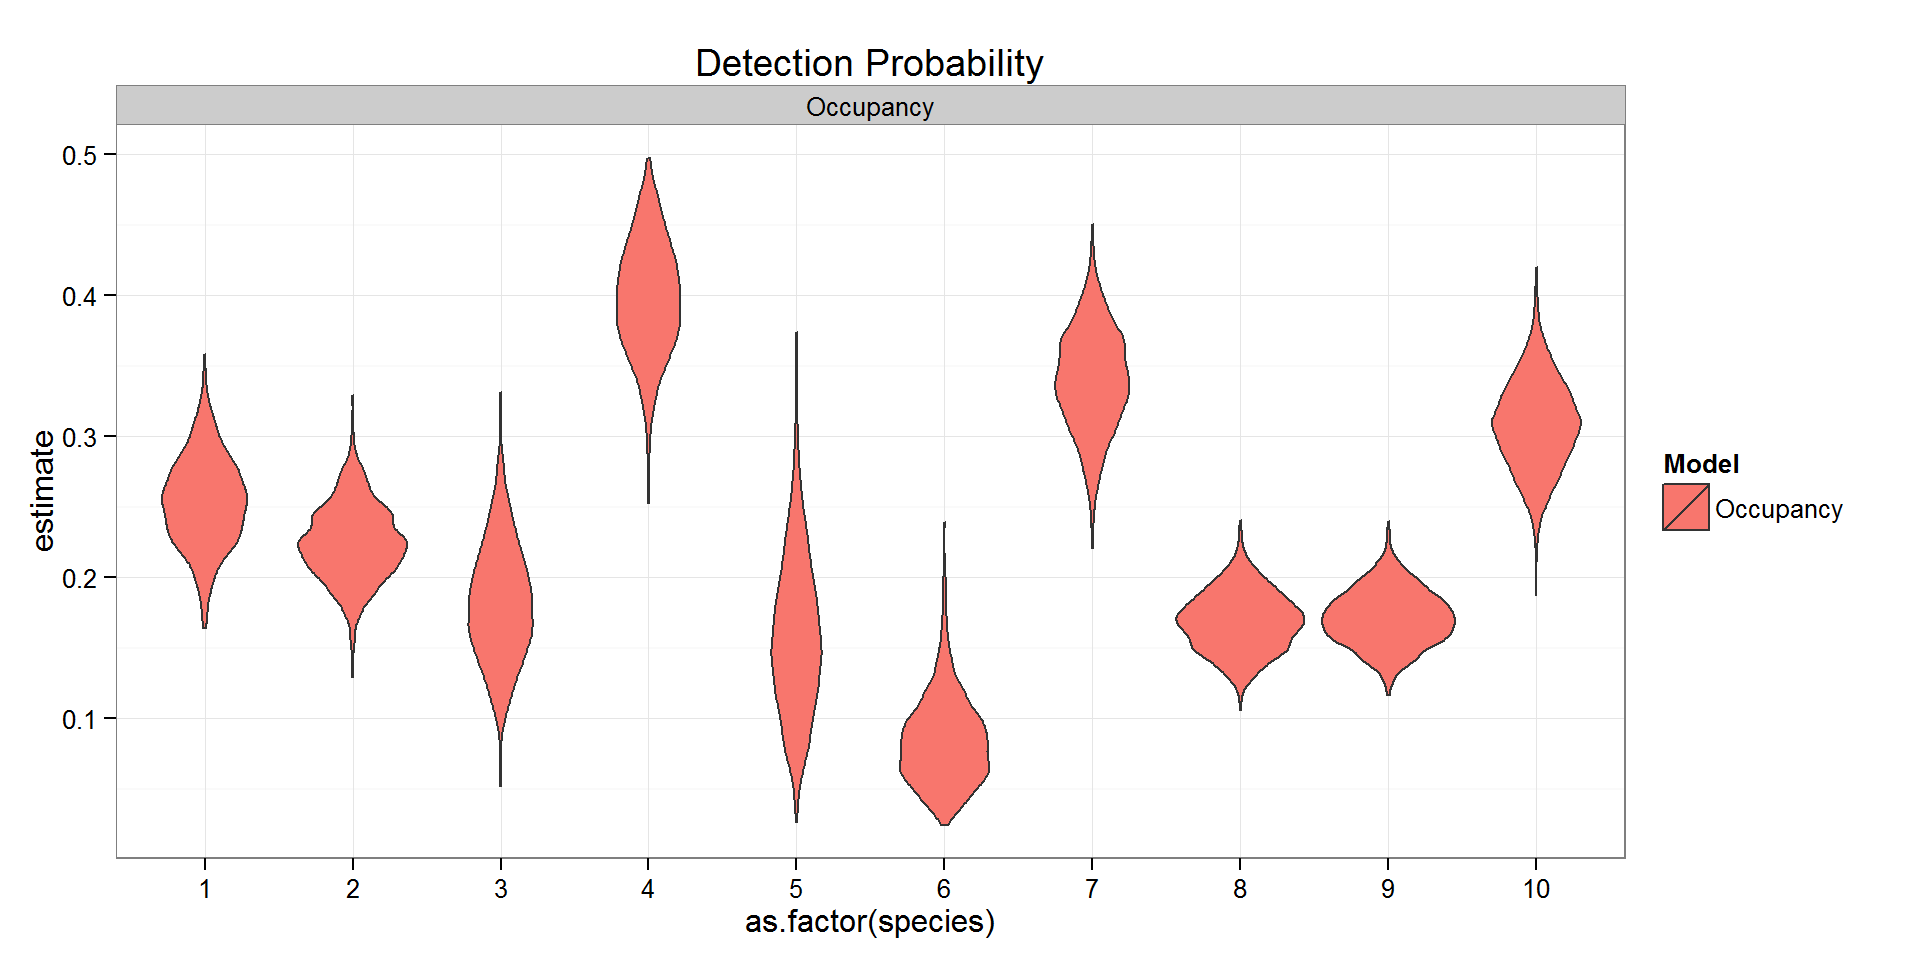 Detection Probability
Occupancy
0.5
0.4
0.3
0.2
0.1
estimate
1 2 3 4 5 6 7 8 9 10
as.factor(species)
Model
Occupancy